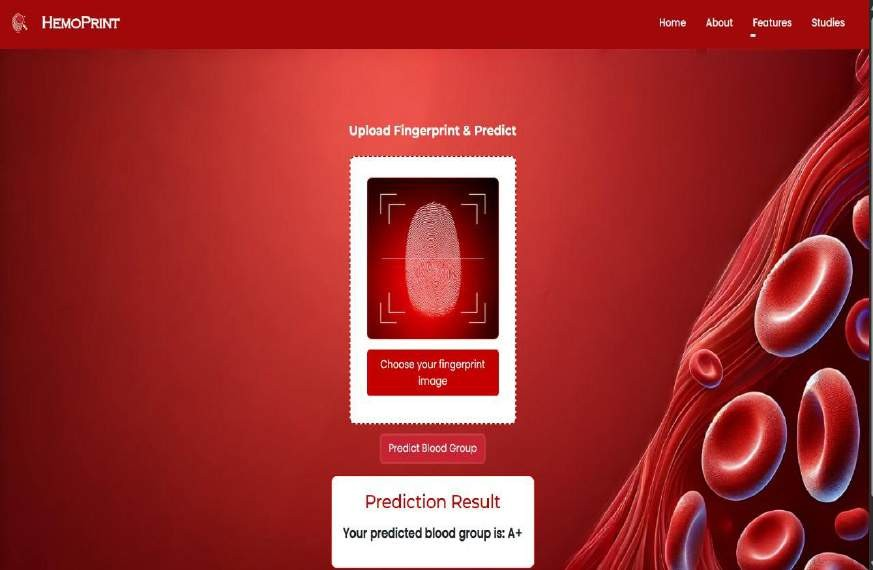 HemoPrint
Home About Features Studies
Upload Fingerprint & Predict
Choose your fingerprint
image
Predict Blood Group
Prediction Result
Your predicted blood group is: A+